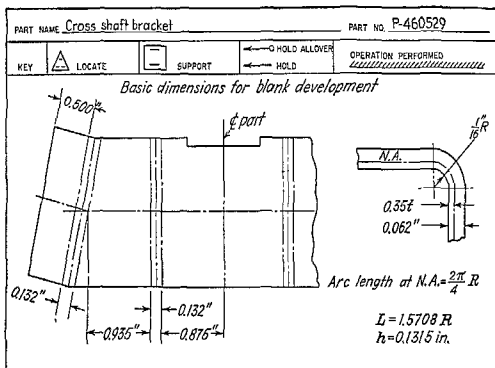 PART NAME Cross shaft bracket PART NO. P-460529
KEY A LOCATE SUPPORT HOLD ALLOVER HOLD OPERATION PERFORMED
Basic dimensions for blank development
0.500"
¢ part
1/16" R
N.A.
0.35t
0.062"
Arc length at N.A. = 2π/4 R
0.132"
0.132"
0.935"
0.876"
L = 1.5708 R
h = 0.1315 in.